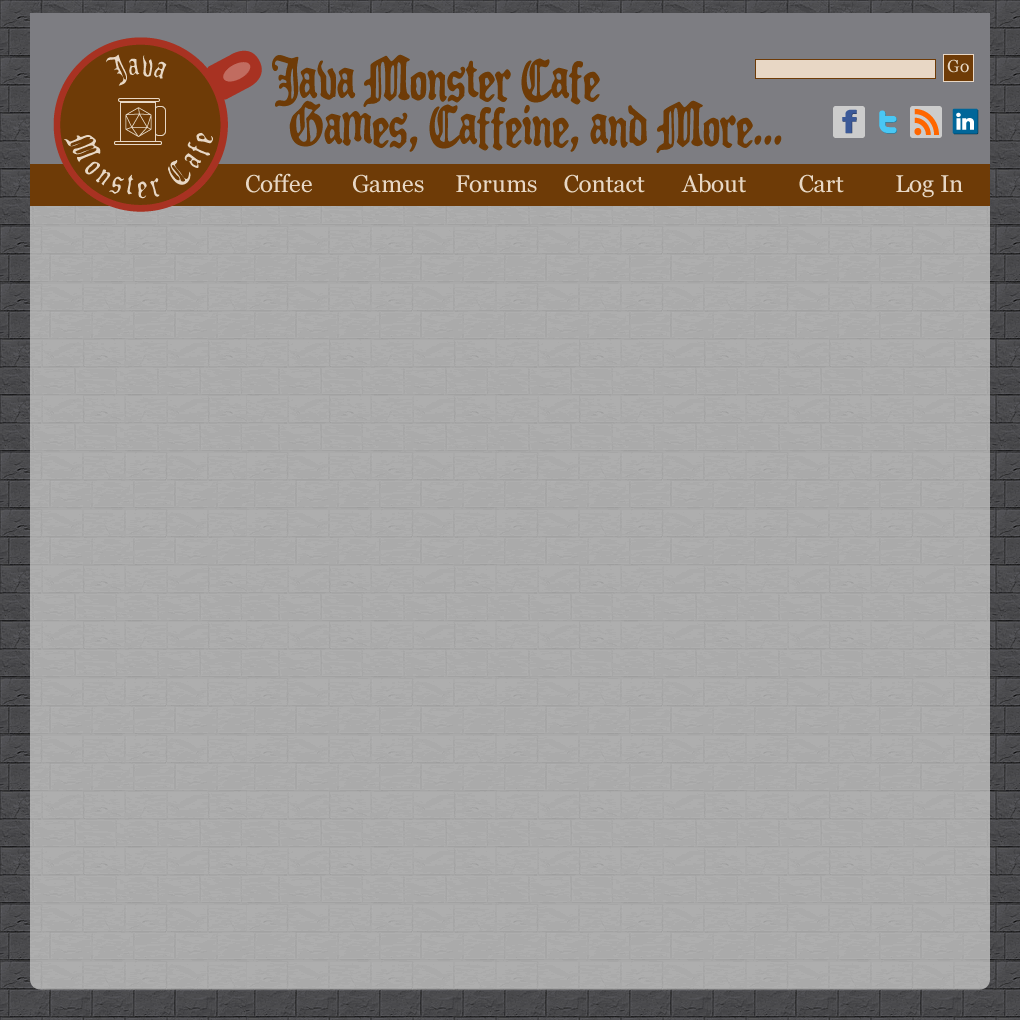 Java
Monster Cafe
Java Monster Cafe
Games, Caffeine, and More...
Go
f
t
in
Coffee Games Forums Contact About Cart Log In